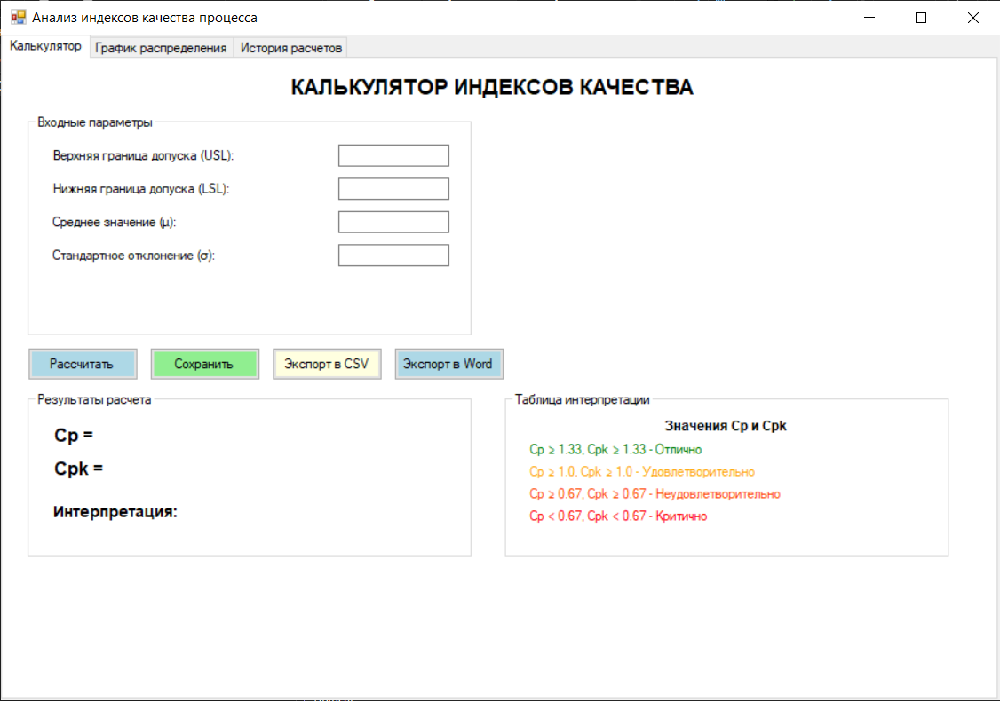 Анализ индексов качества процесса
Калькулятор График распределения История расчетов
КАЛЬКУЛЯТОР ИНДЕКСОВ КАЧЕСТВА
Входные параметры
Верхняя граница допуска (USL):
Нижняя граница допуска (LSL):
Среднее значение (μ):
Стандартное отклонение (σ):
Рассчитать Сохранить Экспорт в CSV Экспорт в Word
Результаты расчета
Cp =
Cpk =
Интерпретация:
Таблица интерпретации
Значения Cp и Cpk
Cp ≥ 1.33, Cpk ≥ 1.33 - Отлично
Cp ≥ 1.0, Cpk ≥ 1.0 - Удовлетворительно
Cp ≥ 0.67, Cpk ≥ 0.67 - Неудовлетворительно
Cp < 0.67, Cpk < 0.67 - Критично